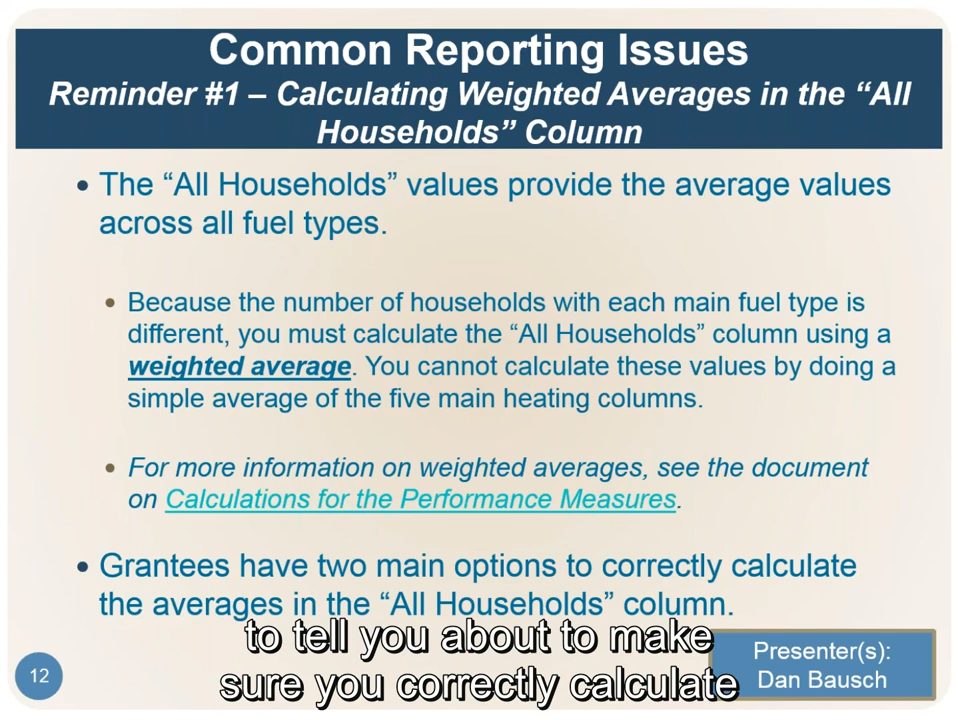 Common Reporting Issues
Reminder #1 – Calculating Weighted Averages in the “All
Households” Column
• The “All Households” values provide the average values
across all fuel types.
• Because the number of households with each main fuel type is
different, you must calculate the “All Households” column using a
weighted average. You cannot calculate these values by doing a
simple average of the five main heating columns.
• For more information on weighted averages, see the document
on Calculations for the Performance Measures.
• Grantees have two main options to correctly calculate
the averages in the “All Households” column.
to tell you about to make
sure you correctly calculate
Presenter(s):
Dan Bausch
12